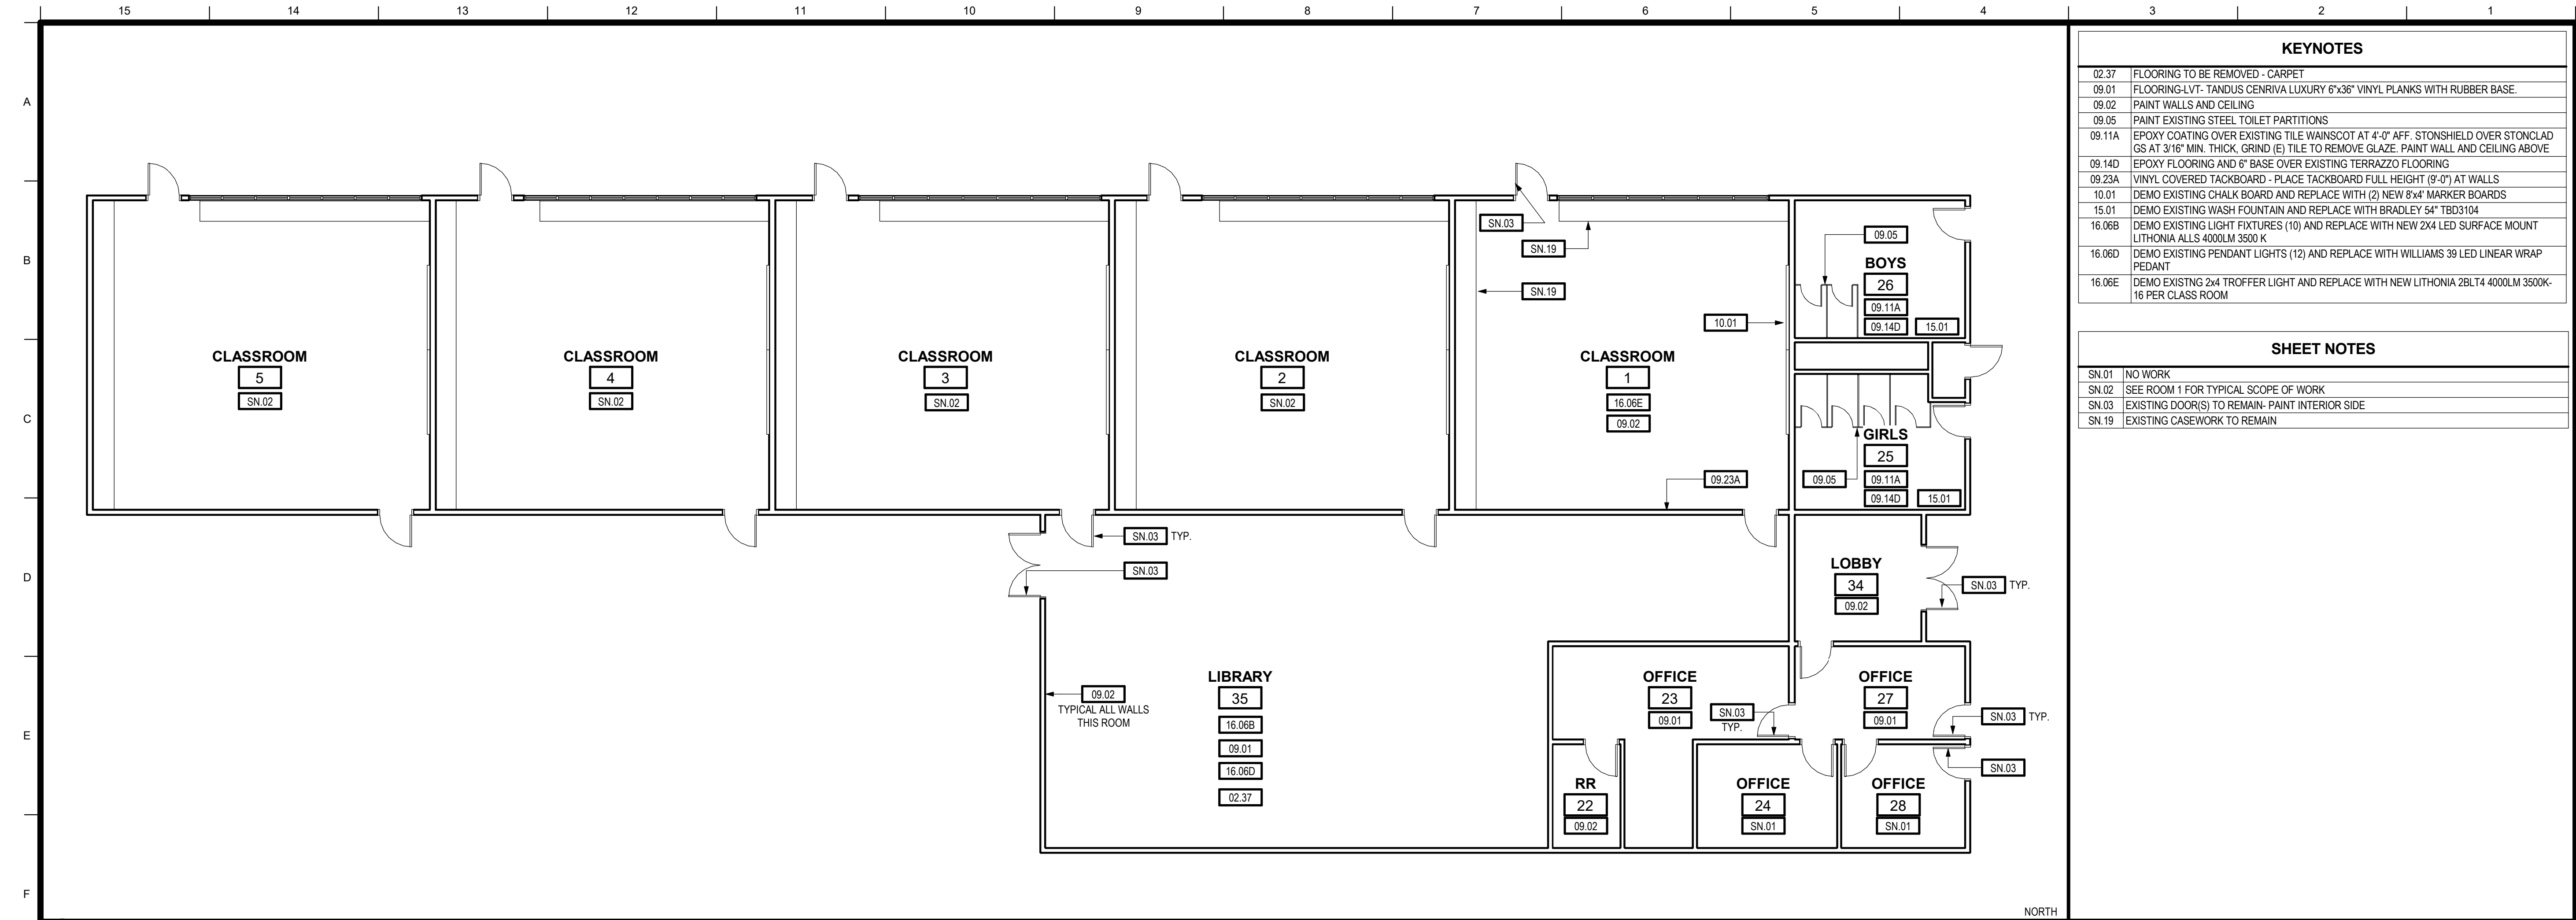 15 14 13 12 11 10 9 8 7 6 5 4 3 2 1
A
B
C
D
E
F
CLASSROOM
5
SN.02
CLASSROOM
4
SN.02
CLASSROOM
3
SN.02
CLASSROOM
2
SN.02
SN.03
SN.19
SN.19
10.01
CLASSROOM
1
16.06E
09.02
09.23A
09.05
BOYS
26
09.11A
09.14D 15.01
GIRLS
25
09.05 09.11A
09.14D 15.01
SN.03 TYP.
SN.03
LOBBY
34
09.02
SN.03 TYP.
09.02
TYPICAL ALL WALLS
THIS ROOM
LIBRARY
35
16.06B
09.01
16.06D
02.37
OFFICE
23
09.01
SN.03
TYP.
OFFICE
27
09.01
SN.03 TYP.
SN.03
RR
22
09.02
OFFICE
24
SN.01
OFFICE
28
SN.01
NORTH
KEYNOTES
02.37 FLOORING TO BE REMOVED - CARPET
09.01 FLOORING-LVT- TANDUS CENRIVA LUXURY 6"x36" VINYL PLANKS WITH RUBBER BASE.
09.02 PAINT WALLS AND CEILING
09.05 PAINT EXISTING STEEL TOILET PARTITIONS
09.11A EPOXY COATING OVER EXISTING TILE WAINSCOT AT 4'-0" AFF. STONSHIELD OVER STONCLAD
GS AT 3/16" MIN. THICK, GRIND (E) TILE TO REMOVE GLAZE. PAINT WALL AND CEILING ABOVE
09.14D EPOXY FLOORING AND 6" BASE OVER EXISTING TERRAZZO FLOORING
09.23A VINYL COVERED TACKBOARD - PLACE TACKBOARD FULL HEIGHT (9'-0") AT WALLS
10.01 DEMO EXISTING CHALK BOARD AND REPLACE WITH (2) NEW 8'x4' MARKER BOARDS
15.01 DEMO EXISTING WASH FOUNTAIN AND REPLACE WITH BRADLEY 54" TBD3104
16.06B DEMO EXISTING LIGHT FIXTURES (10) AND REPLACE WITH NEW 2X4 LED SURFACE MOUNT
LITHONIA ALLS 4000LM 3500 K
16.06D DEMO EXISTING PENDANT LIGHTS (12) AND REPLACE WITH WILLIAMS 39 LED LINEAR WRAP
PEDANT
16.06E DEMO EXISTNG 2x4 TROFFER LIGHT AND REPLACE WITH NEW LITHONIA 2BLT4 4000LM 3500K-
16 PER CLASS ROOM
SHEET NOTES
SN.01 NO WORK
SN.02 SEE ROOM 1 FOR TYPICAL SCOPE OF WORK
SN.03 EXISTING DOOR(S) TO REMAIN- PAINT INTERIOR SIDE
SN.19 EXISTING CASEWORK TO REMAIN